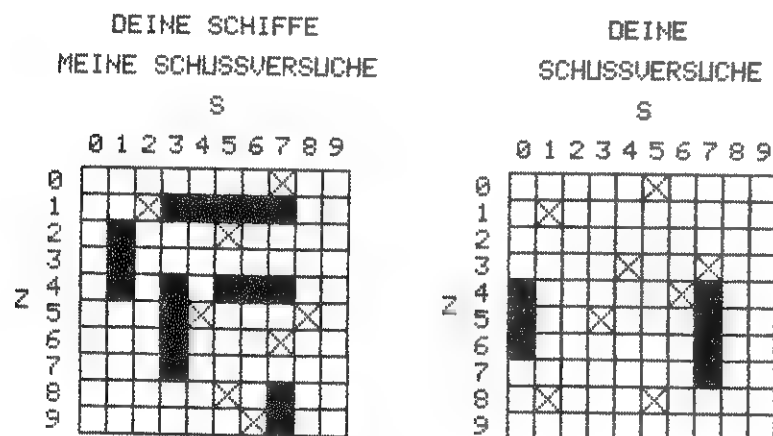 DEINE SCHIFFE
MEINE SCHUSSVERSUCHE
S
0 1 2 3 4 5 6 7 8 9
Z
0
1
2
3
4
5
6
7
8
9
DEINE
SCHUSSVERSUCHE
S
0 1 2 3 4 5 6 7 8 9
Z
0
1
2
3
4
5
6
7
8
9